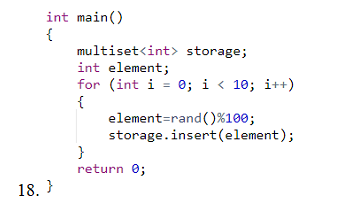 int main()
{
    multiset<int> storage;
    int element;
    for (int i = 0; i < 10; i++)
    {
        element=rand()%100;
        storage.insert(element);
    }
    return 0;
18. }